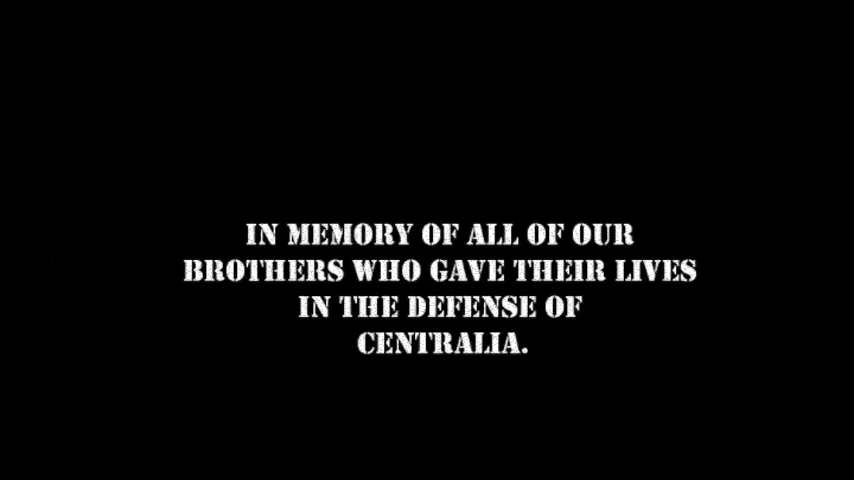 IN MEMORY OF ALL OF OUR
BROTHERS WHO GAVE THEIR LIVES
IN THE DEFENSE OF
CENTRALIA.